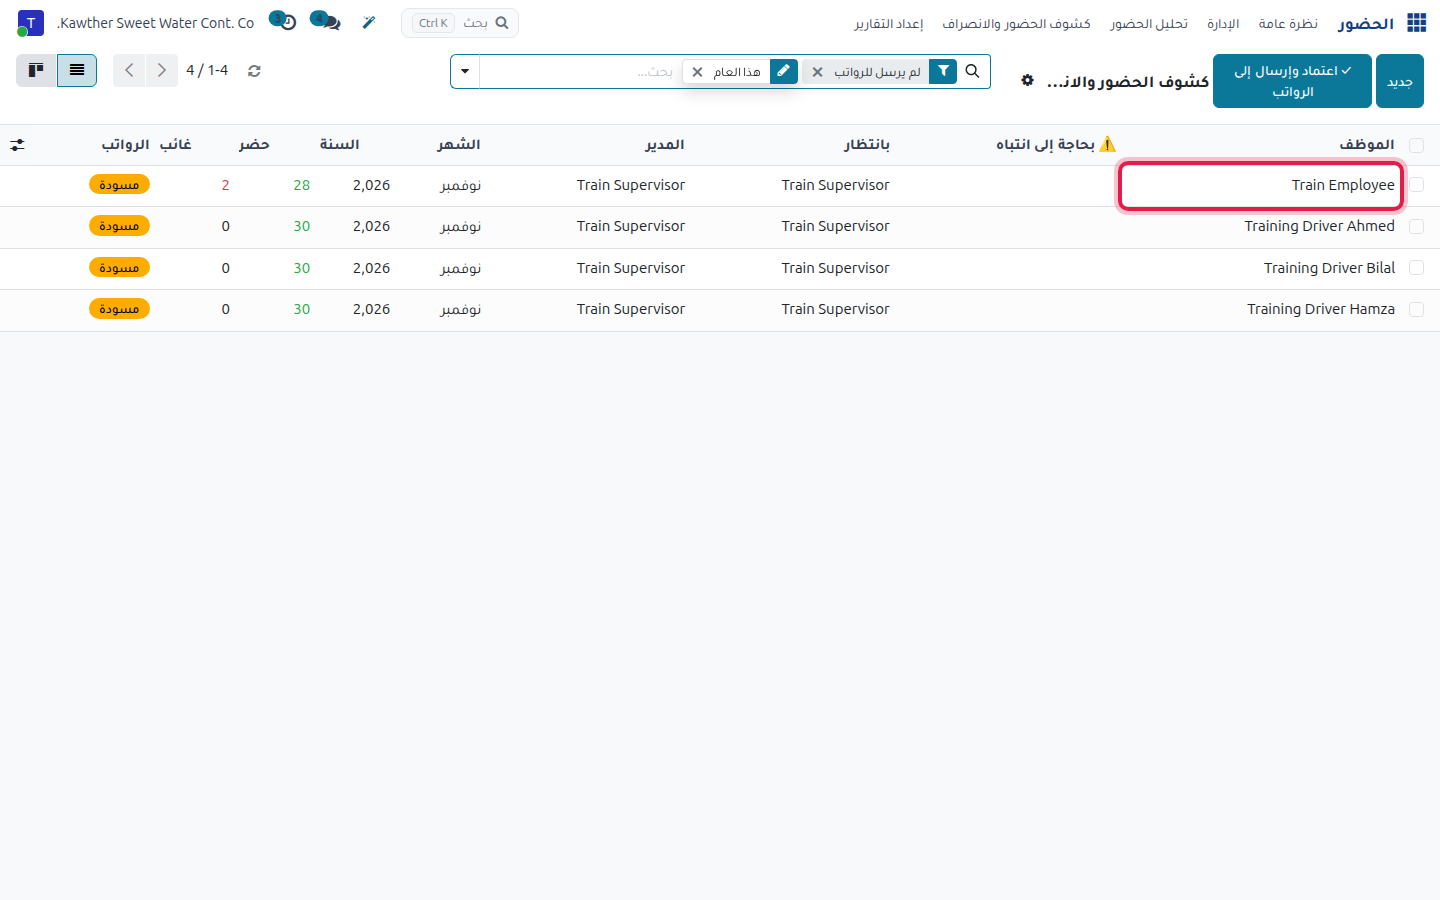 الحضور نظرة عامة الإدارة تحليل الحضور كشوف الحضور والانصراف إعداد التقارير
بحث Ctrl K 4 3 Kawther Sweet Water Cont. Co. T
جديد ✓ اعتماد وإرسال إلى الرواتب كشوف الحضور والانـ...
لم يرسل للرواتب هذا العام بحث...
1-4 / 4
الموظف ⚠ بحاجة إلى انتباه بانتظار المدير الشهر السنة حضر غائب الرواتب
Train Employee Train Supervisor Train Supervisor نوفمبر 2,026 28 2 مسودة
Training Driver Ahmed Train Supervisor Train Supervisor نوفمبر 2,026 30 0 مسودة
Training Driver Bilal Train Supervisor Train Supervisor نوفمبر 2,026 30 0 مسودة
Training Driver Hamza Train Supervisor Train Supervisor نوفمبر 2,026 30 0 مسودة